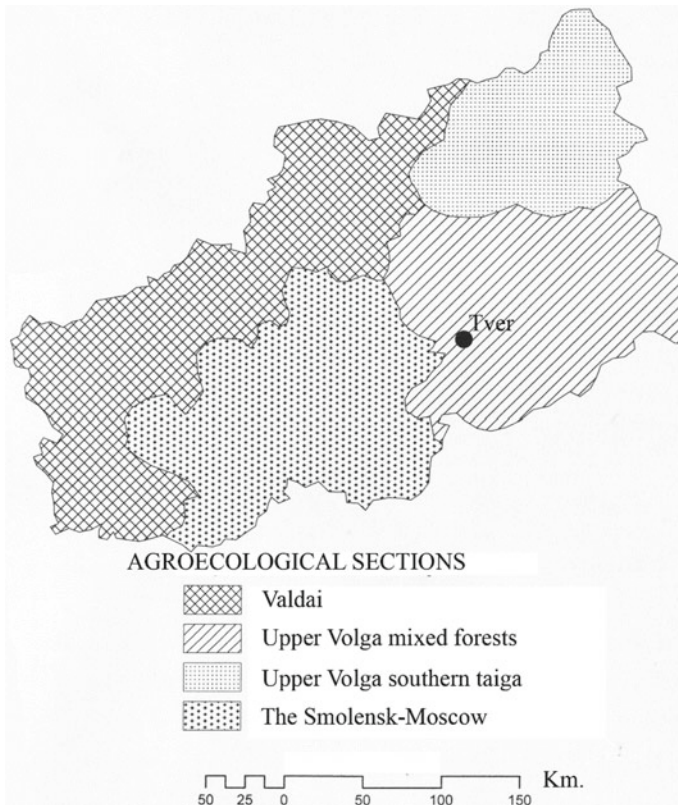 Tver
AGROECOLOGICAL SECTIONS
Valdai
Upper Volga mixed forests
Upper Volga southern taiga
The Smolensk-Moscow
Km.
50 25 0 50 100 150